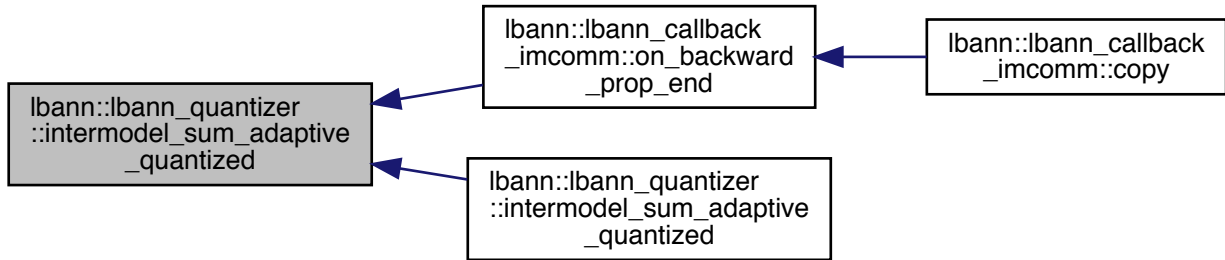 lbann::lbann_quantizer
::intermodel_sum_adaptive
_quantized
lbann::lbann_callback
_imcomm::on_backward
_prop_end
lbann::lbann_callback
_imcomm::copy
lbann::lbann_quantizer
::intermodel_sum_adaptive
_quantized